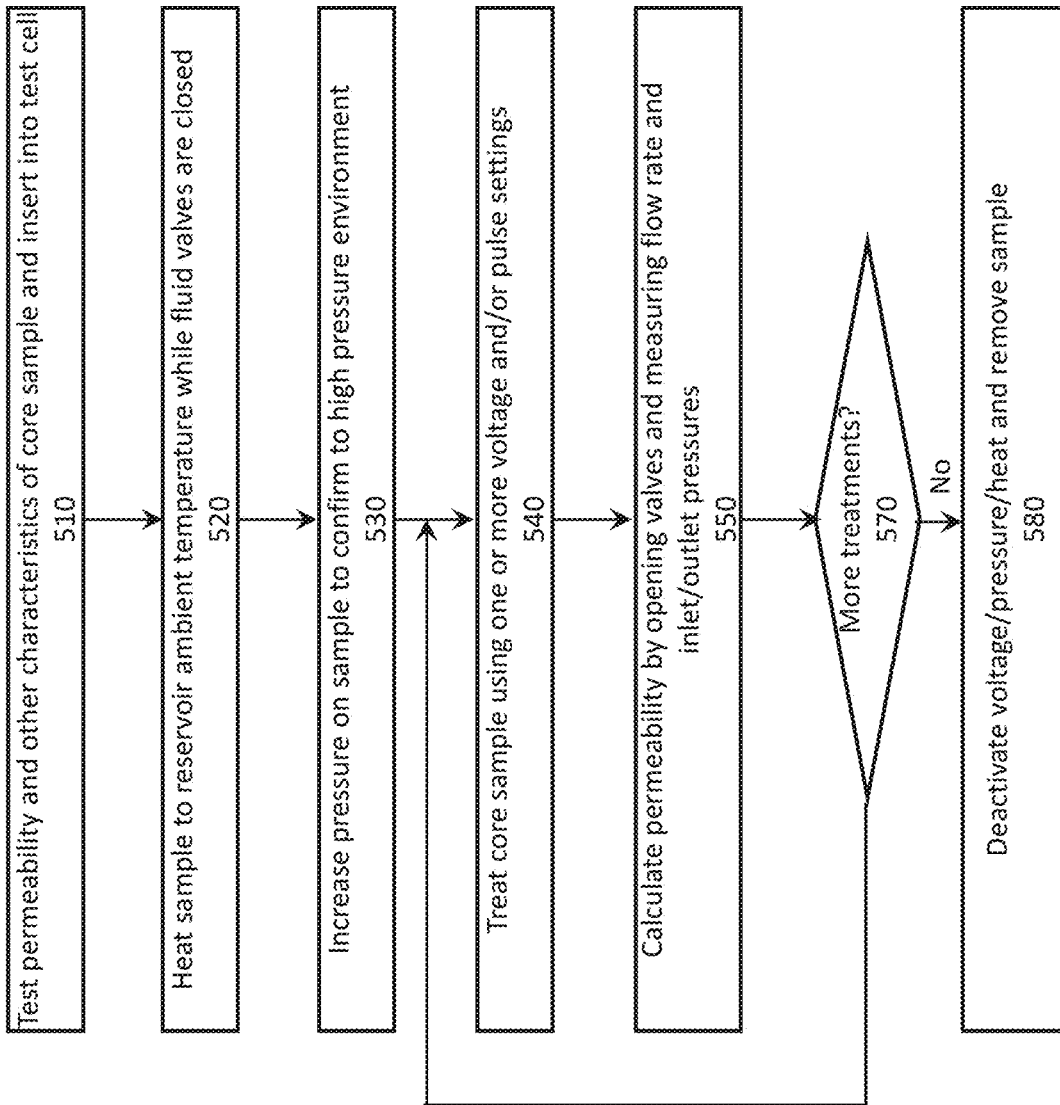 Test permeability and other characteristics of core sample and insert into test cell
510
Heat sample to reservoir ambient temperature while fluid valves are closed
520
Increase pressure on sample to confirm to high pressure environment
530
Treat core sample using one or more voltage and/or pulse settings
540
Calculate permeability by opening valves and measuring flow rate and
inlet/outlet pressures
550
More treatments?
570
No
Deactivate voltage/pressure/heat and remove sample
580